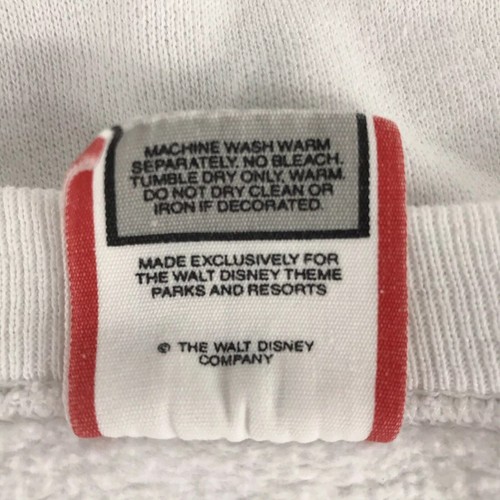 MACHINE WASH WARM
SEPARATELY. NO BLEACH.
TUMBLE DRY ONLY, WARM.
DO NOT DRY CLEAN OR
IRON IF DECORATED.
MADE EXCLUSIVELY FOR
THE WALT DISNEY THEME
PARKS AND RESORTS
© THE WALT DISNEY
COMPANY